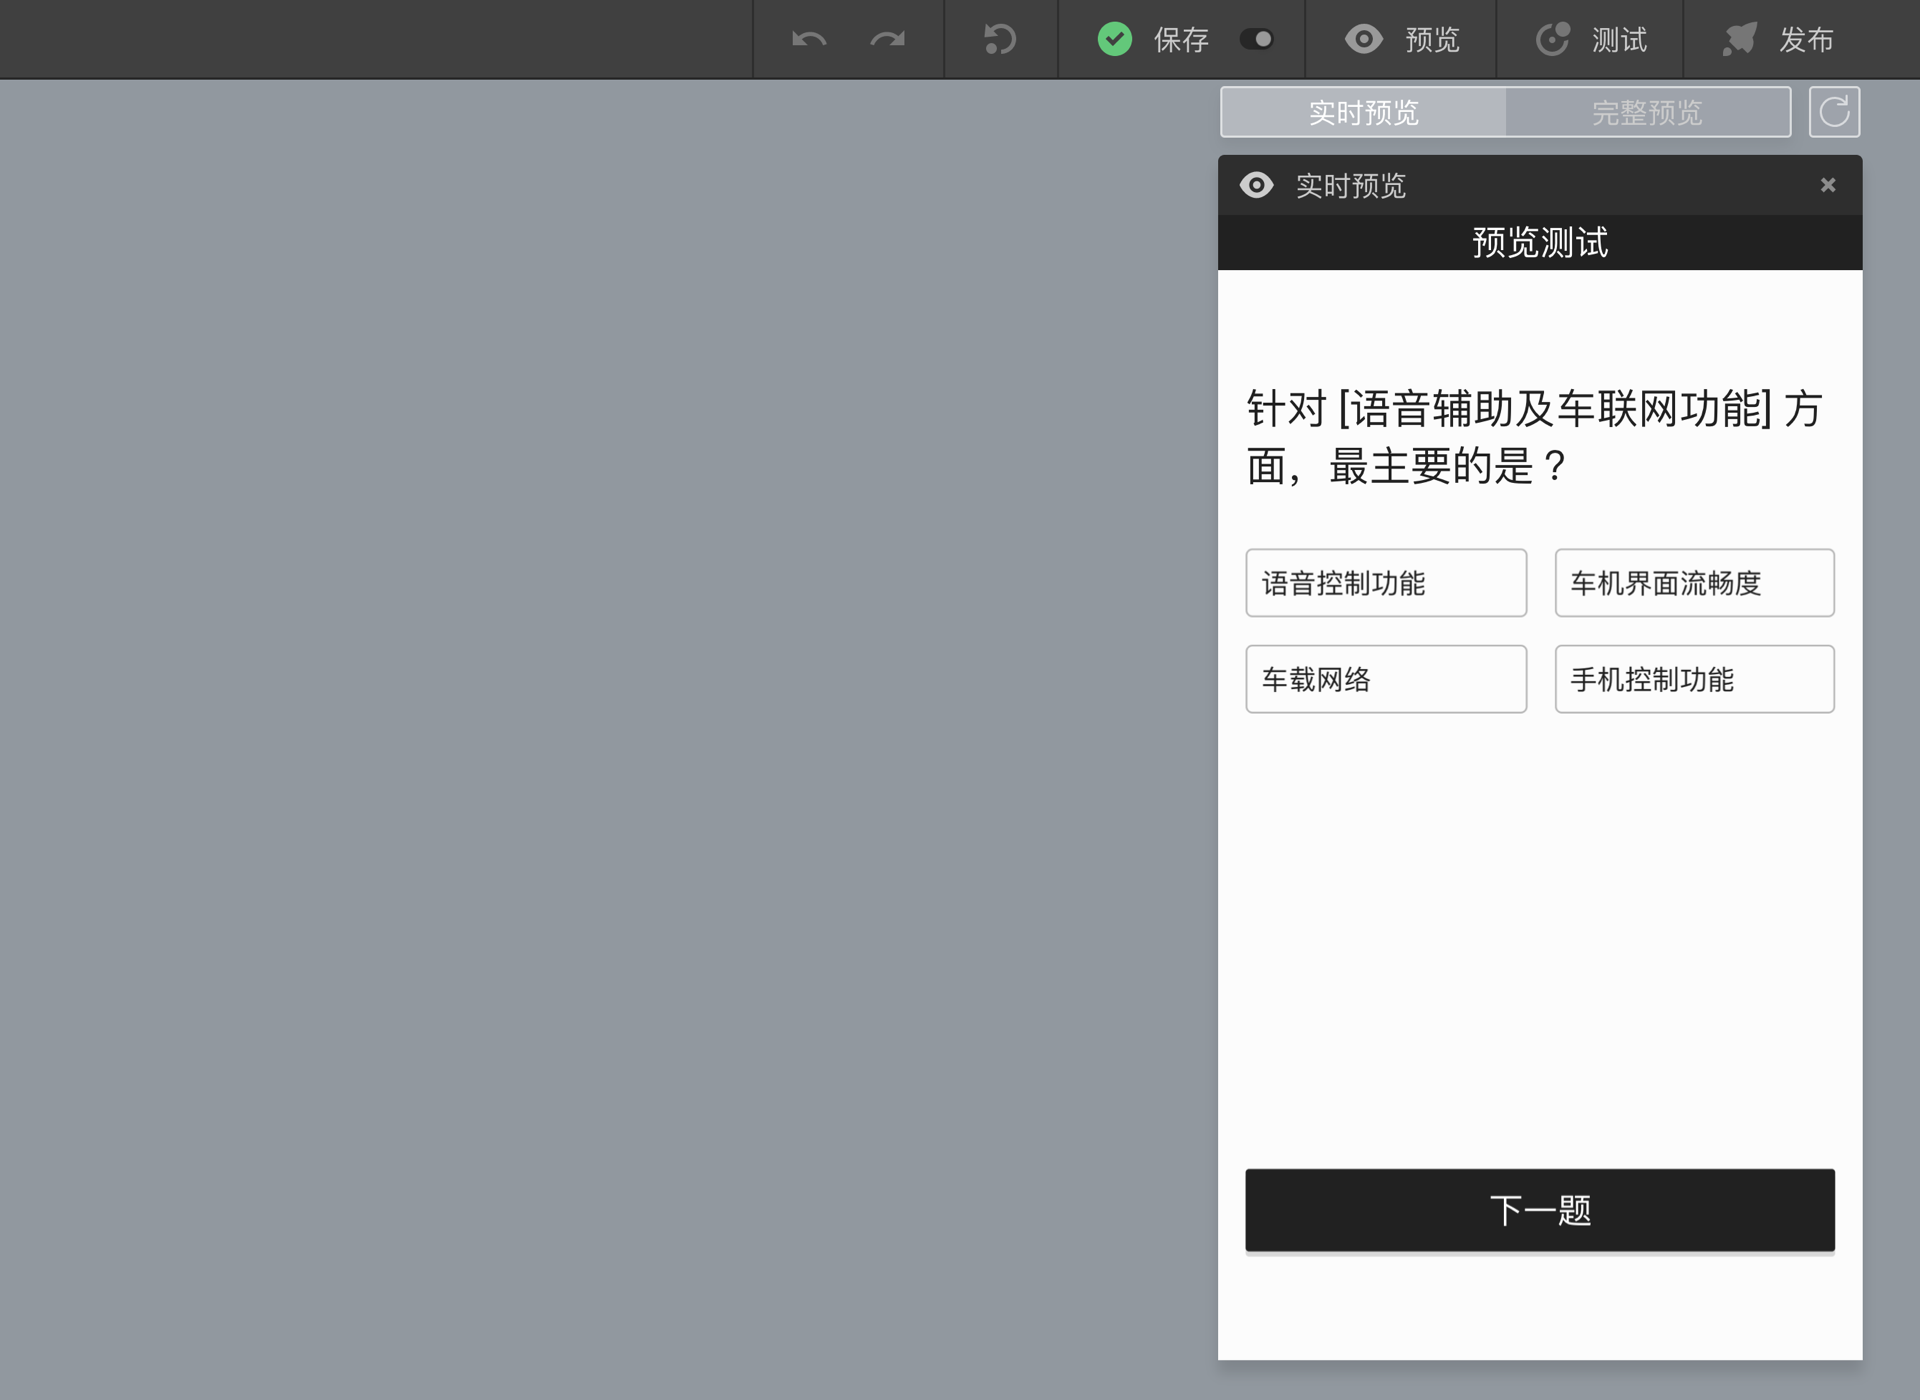 保存
预览
测试
发布
实时预览
完整预览
实时预览
预览测试
针对 [语音辅助及车联网功能] 方
面，最主要的是？
语音控制功能
车机界面流畅度
车载网络
手机控制功能
下一题